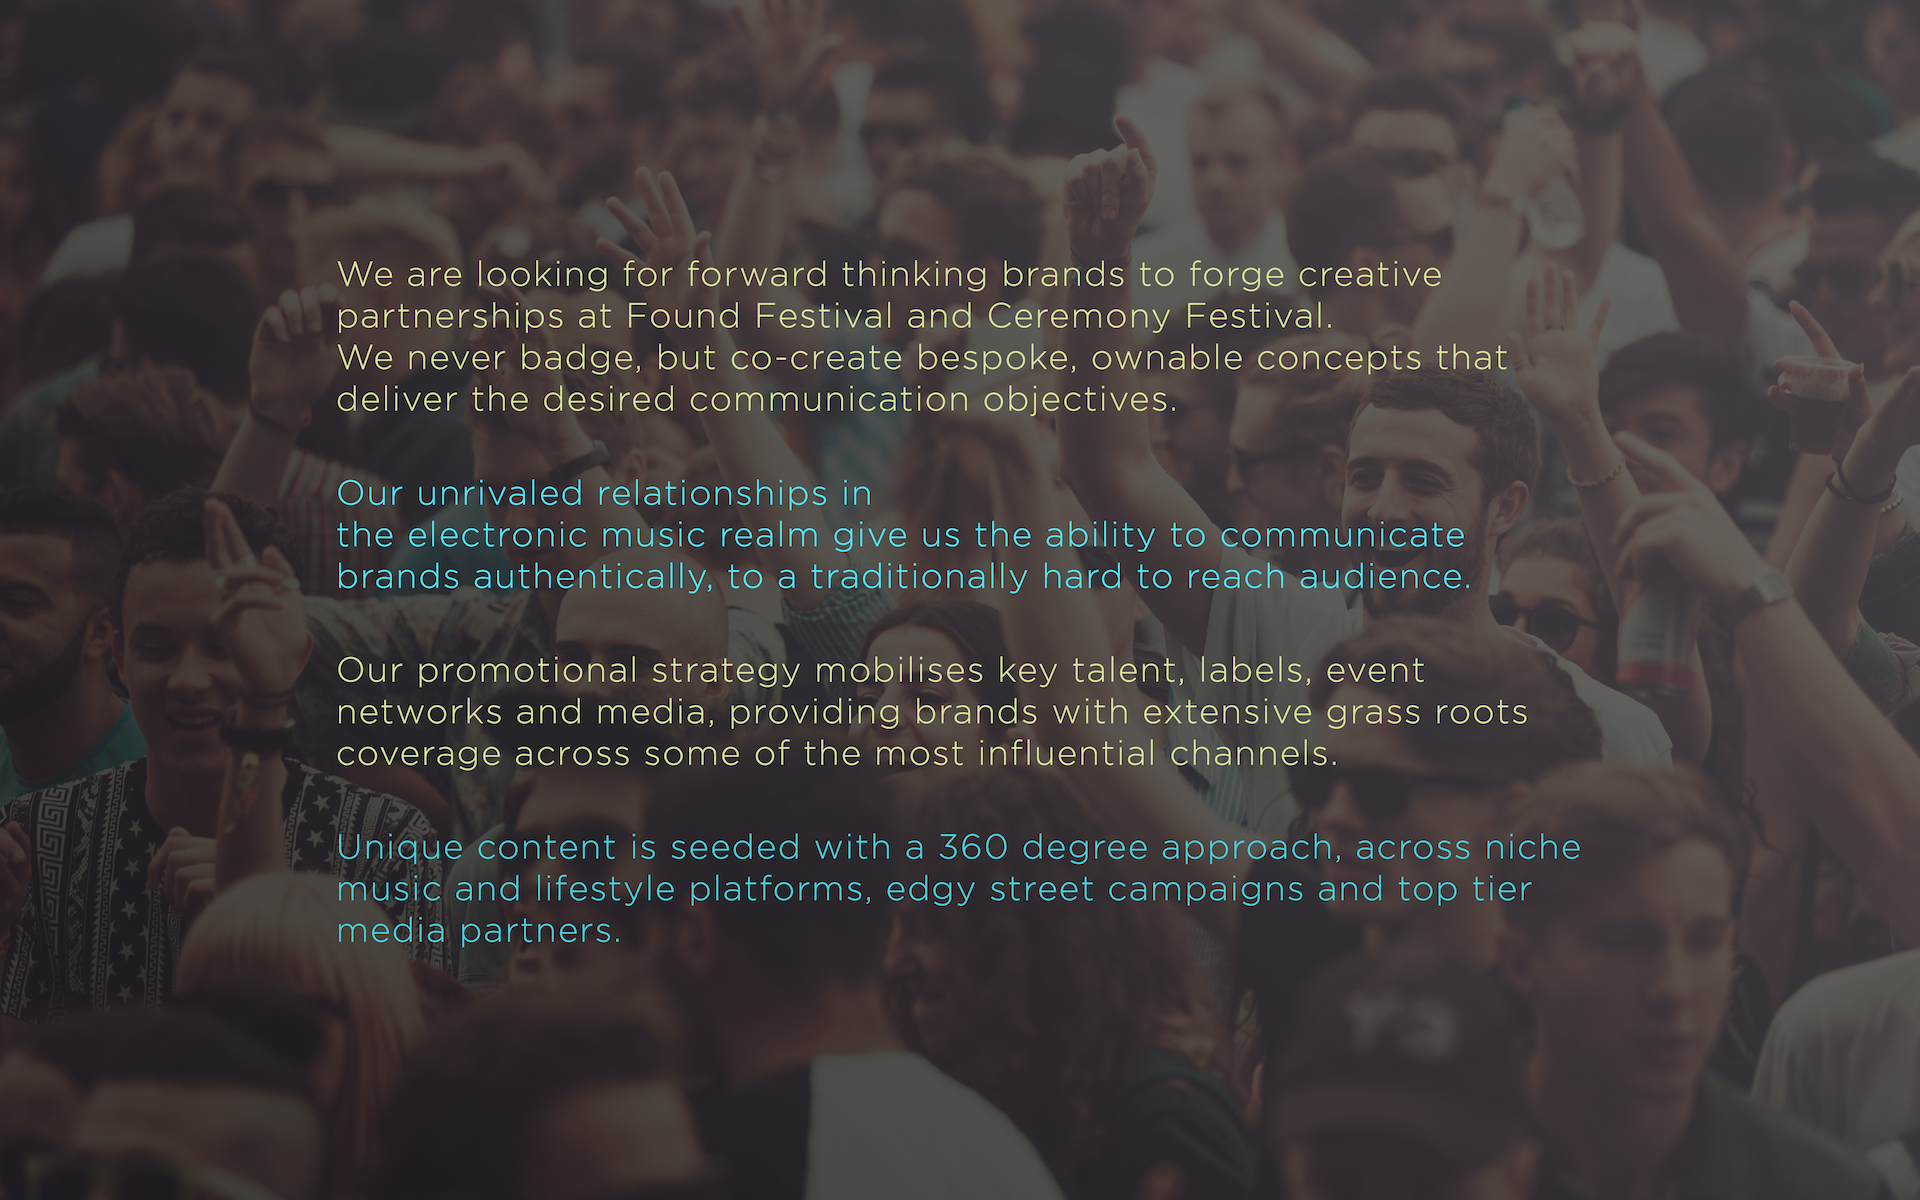 We are looking for forward thinking brands to forge creative
partnerships at Found Festival and Ceremony Festival.
We never badge, but co-create bespoke, ownable concepts that
deliver the desired communication objectives.
Our unrivaled relationships in
the electronic music realm give us the ability to communicate
brands authentically, to a traditionally hard to reach audience.
Our promotional strategy mobilises key talent, labels, event
networks and media, providing brands with extensive grass roots
coverage across some of the most influential channels.
Unique content is seeded with a 360 degree approach, across niche
music and lifestyle platforms, edgy street campaigns and top tier
media partners.